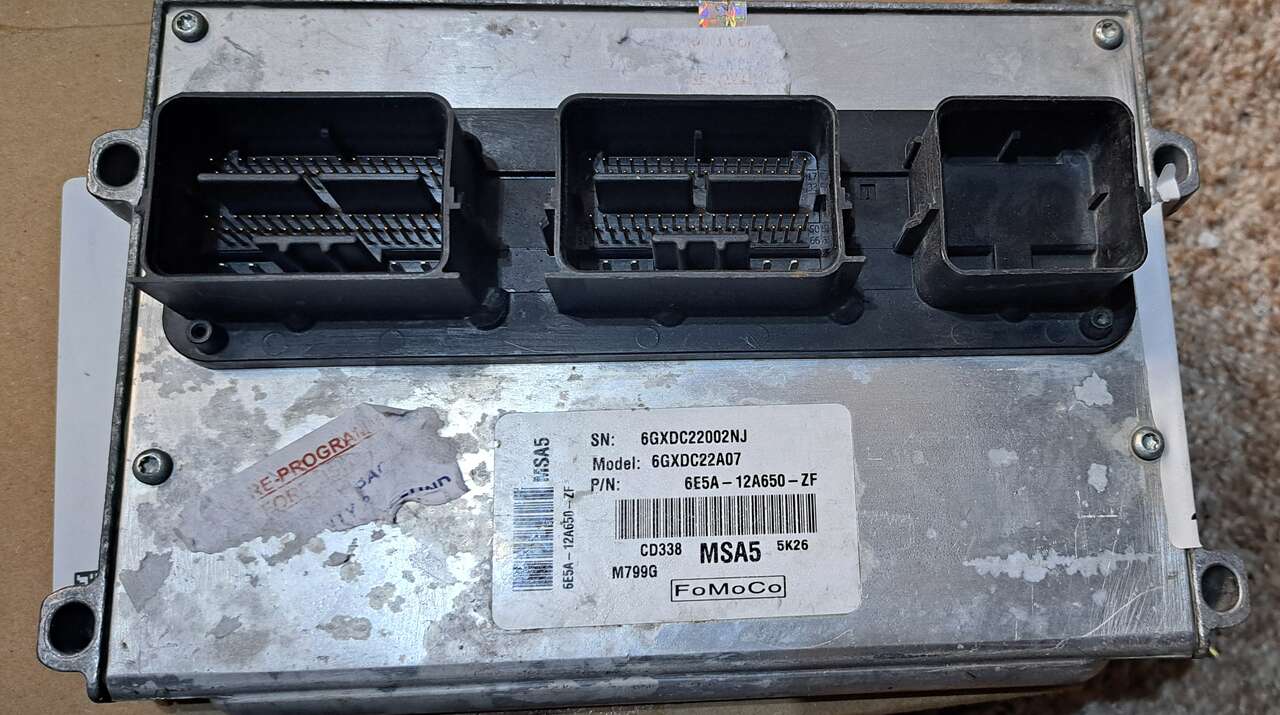 RE-PROGRAM
SN: 6GXDC22002NJ
Model: 6GXDC22A07
P/N: 6E5A-12A650-ZF
CD338 MSA5 5K26
M799G
FoMoCo
MSA5
6E5A-12A650-ZF